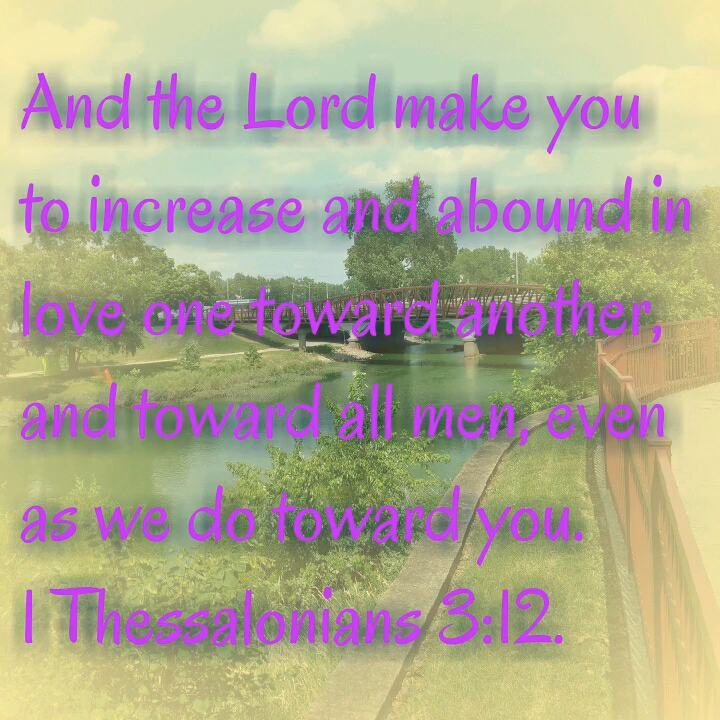 And the Lord make you
to increase and abound in
love one toward another,
and toward all men, even
as we do toward you.
I Thessalonians 3:12.